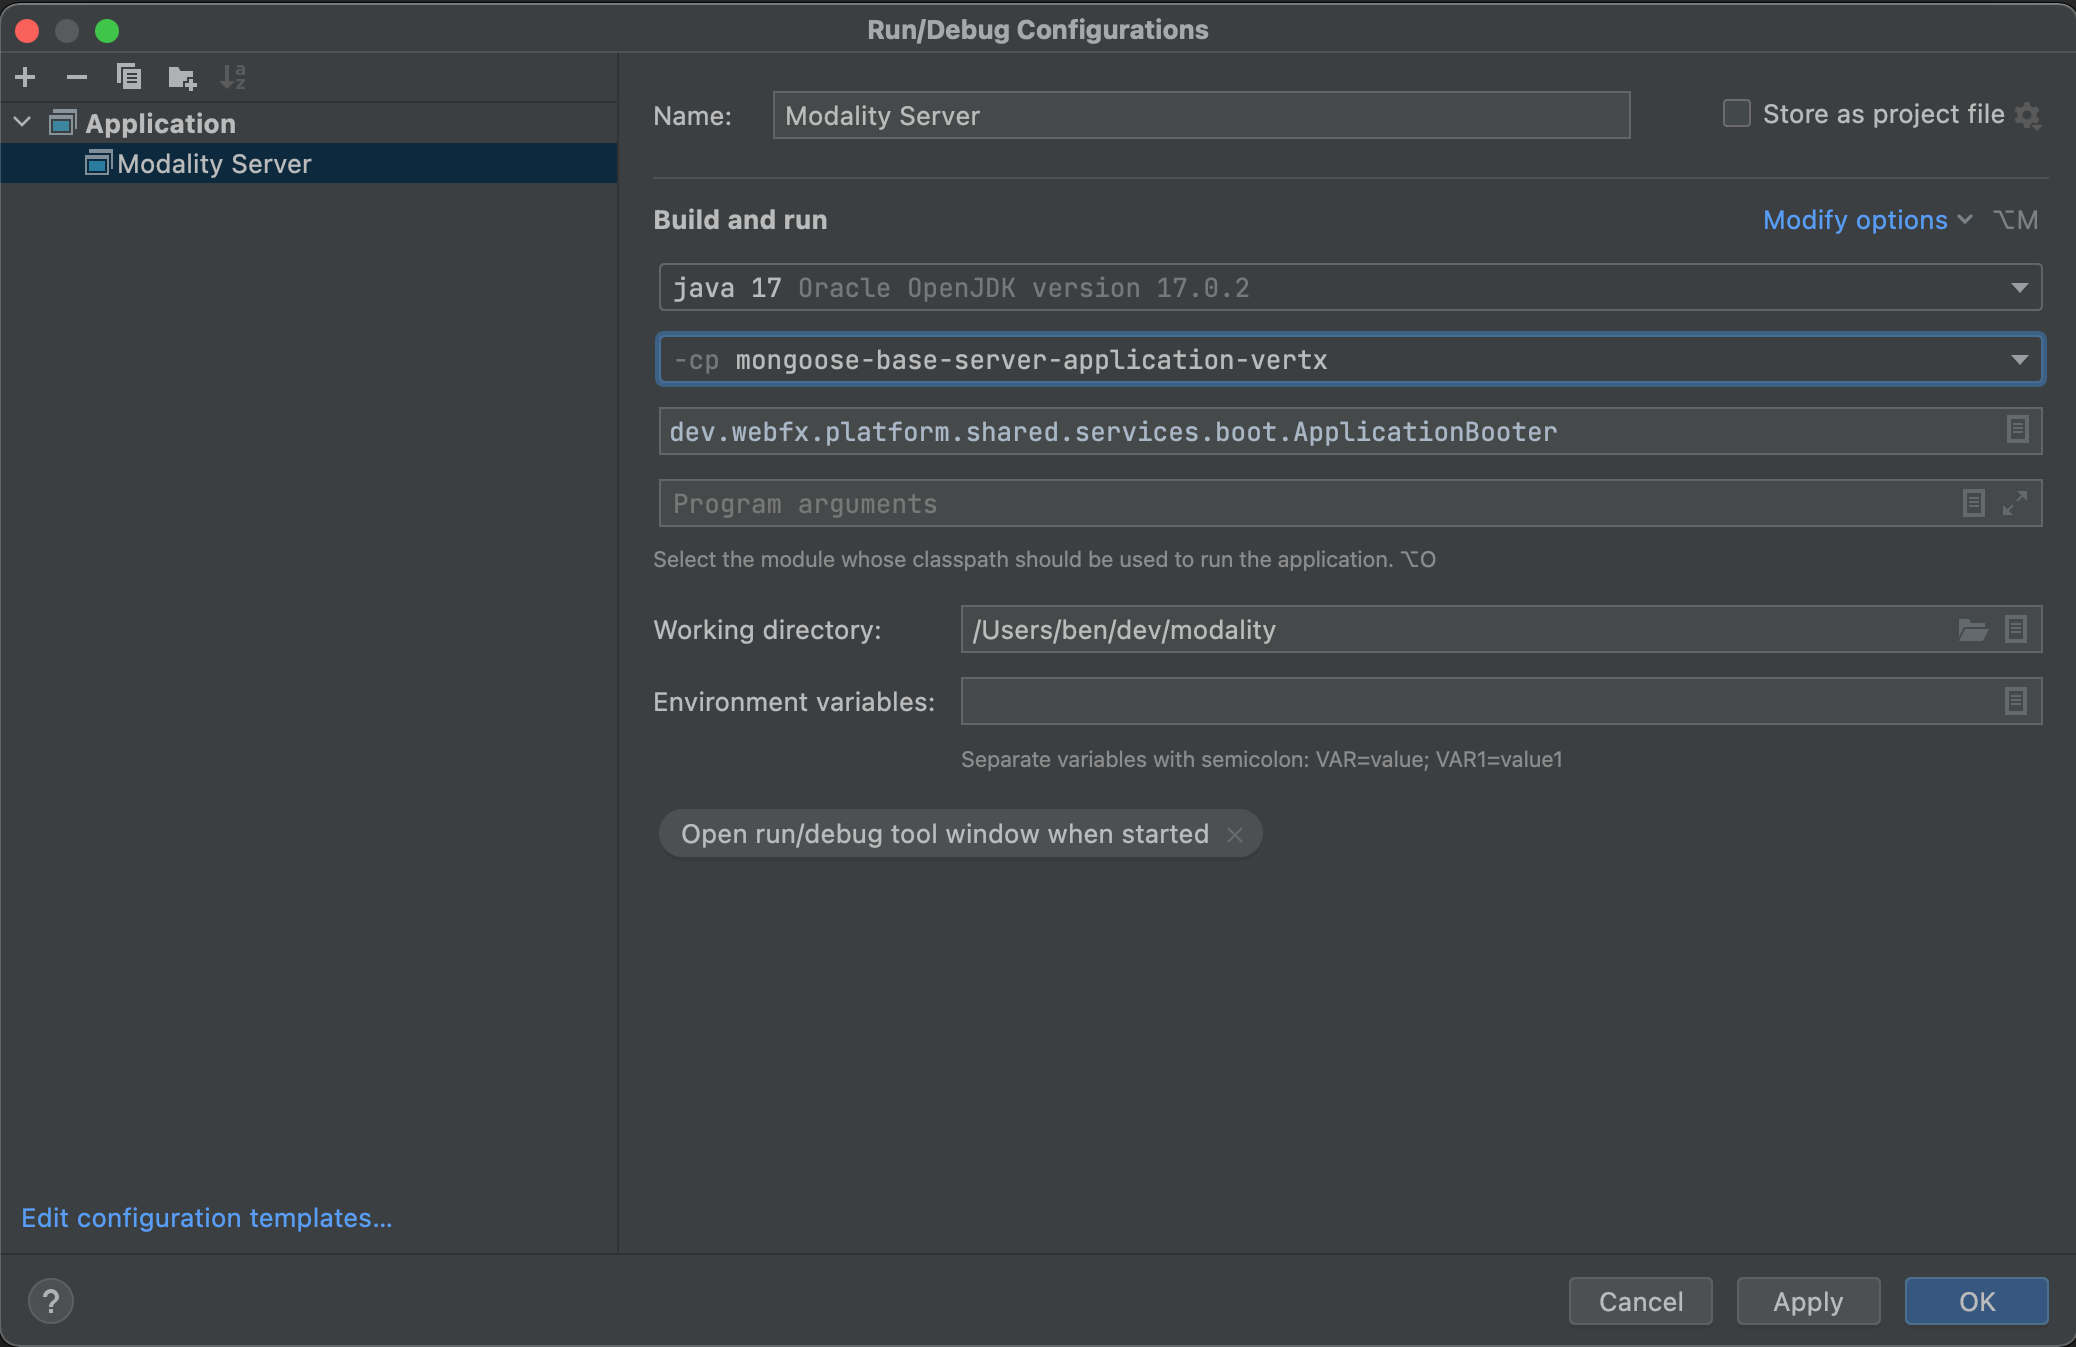 Run/Debug Configurations
Application
Modality Server
Edit configuration templates...
Name: Modality Server
Store as project file
Build and run
Modify options ⌥M
java 17 Oracle OpenJDK version 17.0.2
-cp mongoose-base-server-application-vertx
dev.webfx.platform.shared.services.boot.ApplicationBooter
Program arguments
Select the module whose classpath should be used to run the application. ⌥O
Working directory: /Users/ben/dev/modality
Environment variables:
Separate variables with semicolon: VAR=value; VAR1=value1
Open run/debug tool window when started
?
Cancel
Apply
OK